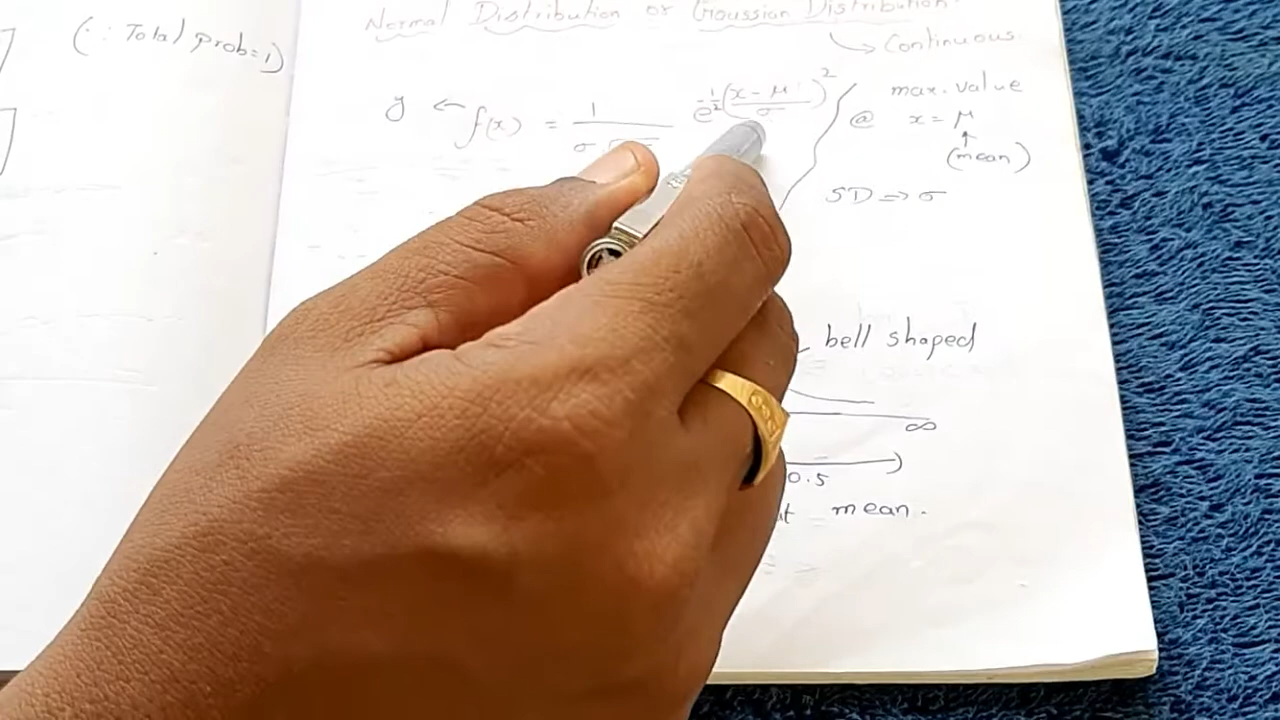 (∵ Total prob=1)
Normal Distribution or Gaussian Distribution.
→ Continuous
y ← f(x) = 1 / σ e^{-1/2((x-μ)/σ)^2}
max. value
@ x = μ
↑
(mean)
SD ⇒ σ
bell shaped
∞
0.5
mean.